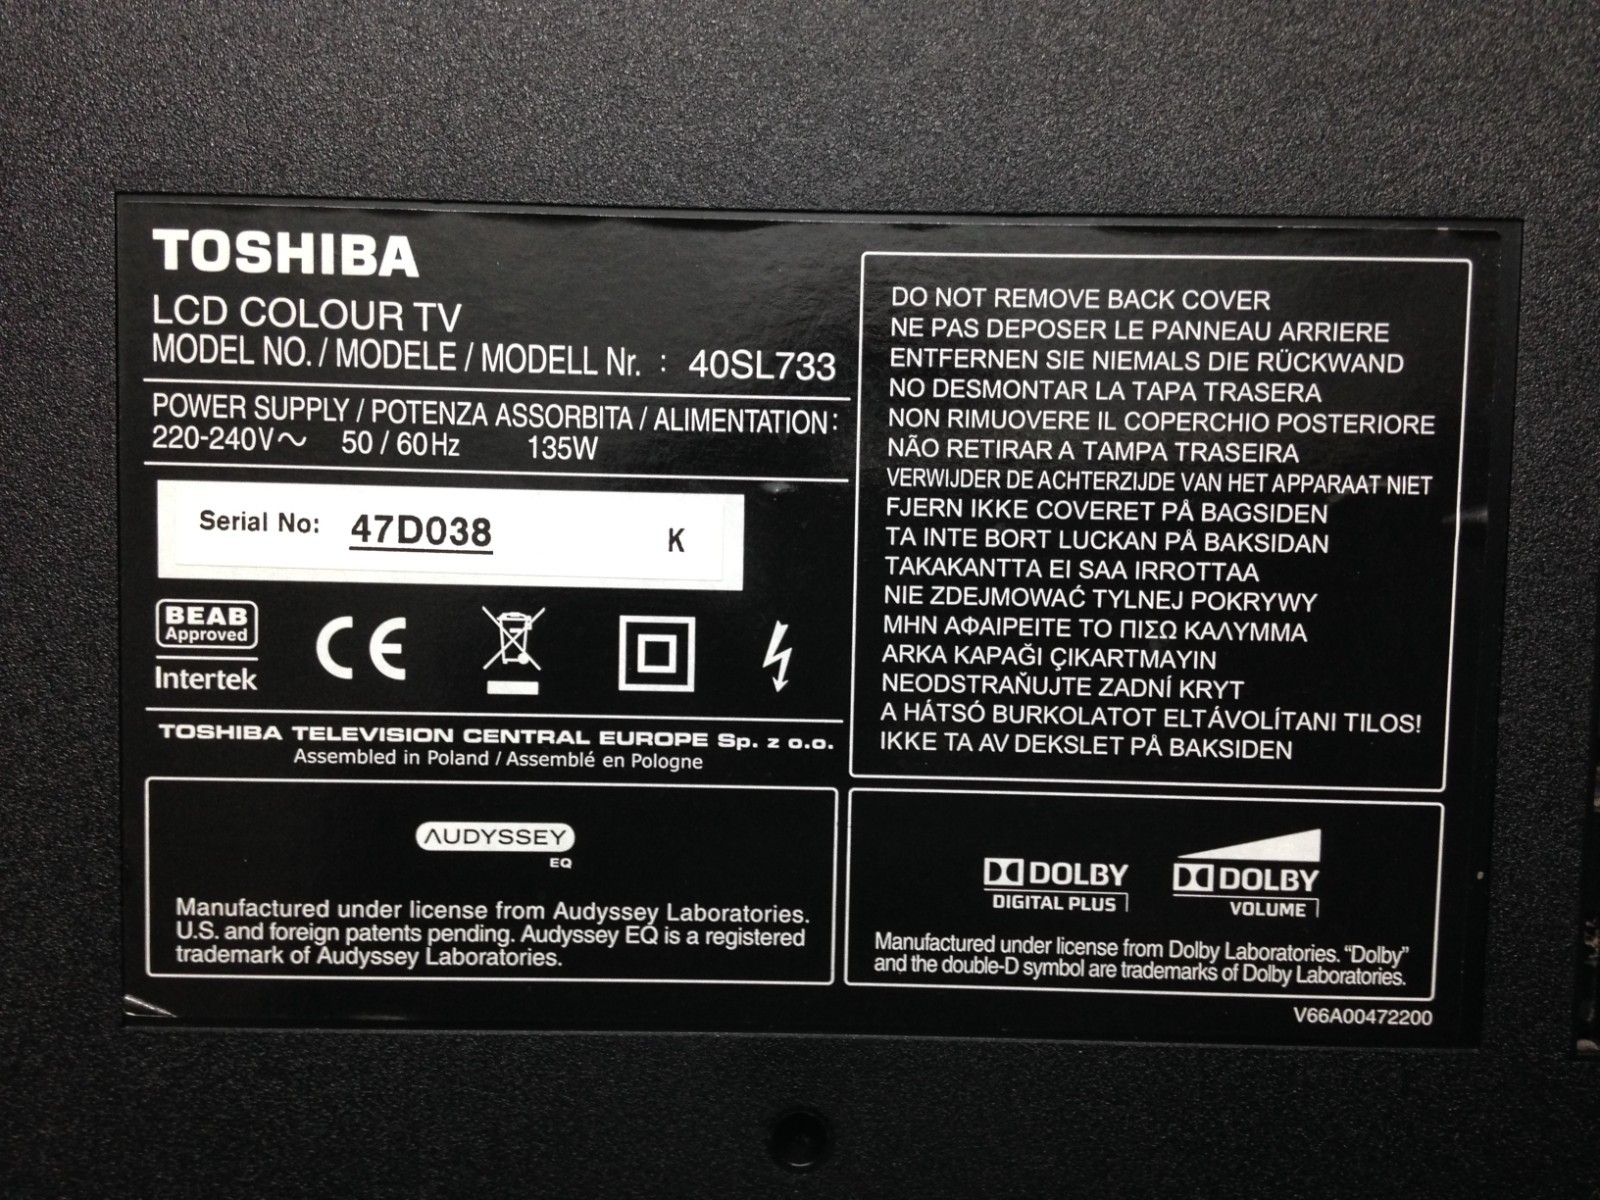 TOSHIBA
LCD COLOUR TV
MODEL NO. / MODELE / MODELL Nr. : 40SL733
POWER SUPPLY / POTENZA ASSORBITA / ALIMENTATION :
220-240V～ 50 / 60Hz 135W
Serial No: 47D038 K
BEAB
Approved
Intertek
CE
TOSHIBA TELEVISION CENTRAL EUROPE Sp. z o.o.
Assembled in Poland / Assemblé en Pologne
AUDYSSEY
EQ
Manufactured under license from Audyssey Laboratories.
U.S. and foreign patents pending. Audyssey EQ is a registered
trademark of Audyssey Laboratories.
DO NOT REMOVE BACK COVER
NE PAS DEPOSER LE PANNEAU ARRIERE
ENTFERNEN SIE NIEMALS DIE RÜCKWAND
NO DESMONTAR LA TAPA TRASERA
NON RIMUOVERE IL COPERCHIO POSTERIORE
NÃO RETIRAR A TAMPA TRASEIRA
VERWIJDER DE ACHTERZIJDE VAN HET APPARAAT NIET
FJERN IKKE COVERET PÅ BAGSIDEN
TA INTE BORT LUCKAN PÅ BAKSIDAN
TAKAKANTTA EI SAA IRROTTAA
NIE ZDEJMOWAĆ TYLNEJ POKRYWY
ΜΗΝ ΑΦΑΙΡΕΙΤΕ ΤΟ ΠΙΣΩ ΚΑΛΥΜΜΑ
ARKA KAPAĞI ÇIKARTMAYIN
NEODSTRAŇUJTE ZADNÍ KRYT
A HÁTSÓ BURKOLATOT ELTÁVOLÍTANI TILOS!
IKKE TA AV DEKSLET PÅ BAKSIDEN
DOLBY
DIGITAL PLUS
DOLBY
VOLUME
Manufactured under license from Dolby Laboratories. “Dolby”
and the double-D symbol are trademarks of Dolby Laboratories.
V66A00472200